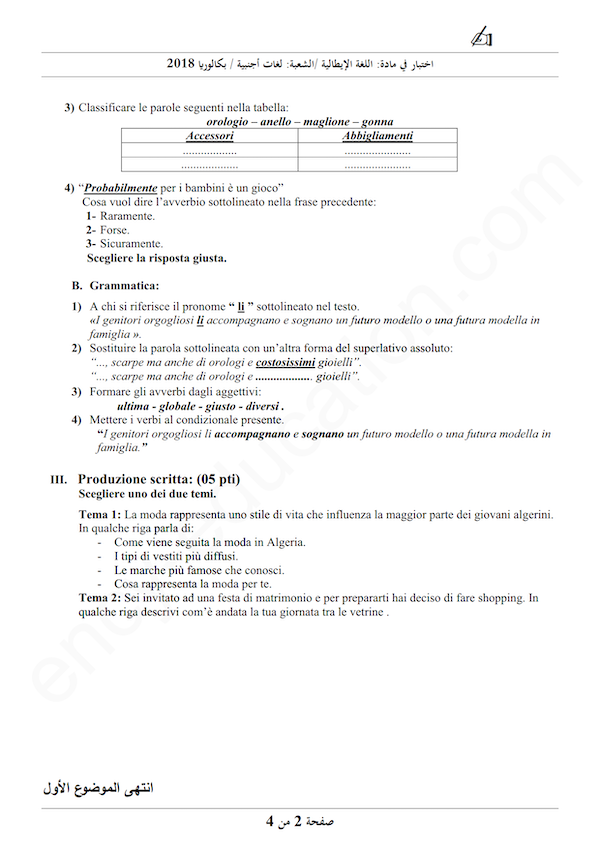 اختبار في مادة: اللغة الإيطالية /الشعبة: لغات أجنبية / بكالوريا 2018
3) Classificare le parole seguenti nella tabella:
orologio – anello – maglione – gonna
Accessori Abbigliamenti
.................. ......................
................... ......................
4) “Probabilmente per i bambini è un gioco”
Cosa vuol dire l’avverbio sottolineato nella frase precedente:
1- Raramente.
2- Forse.
3- Sicuramente.
Scegliere la risposta giusta.
B. Grammatica:
1) A chi si riferisce il pronome “ li ” sottolineato nel testo.
«I genitori orgogliosi li accompagnano e sognano un futuro modello o una futura modella in
famiglia ».
2) Sostituire la parola sottolineata con un’altra forma del superlativo assoluto:
“..., scarpe ma anche di orologi e costosissimi gioielli”.
“..., scarpe ma anche di orologi e .................. gioielli”.
3) Formare gli avverbi dagli aggettivi:
ultima - globale - giusto - diversi .
4) Mettere i verbi al condizionale presente.
“I genitori orgogliosi li accompagnano e sognano un futuro modello o una futura modella in
famiglia.”
III. Produzione scritta: (05 pti)
Scegliere uno dei due temi.
Tema 1: La moda rappresenta uno stile di vita che influenza la maggior parte dei giovani algerini.
In qualche riga parla di:
- Come viene seguita la moda in Algeria.
- I tipi di vestiti più diffusi.
- Le marche più famose che conosci.
- Cosa rappresenta la moda per te.
Tema 2: Sei invitato ad una festa di matrimonio e per prepararti hai deciso di fare shopping. In
qualche riga descrivi com’è andata la tua giornata tra le vetrine .
انتهى الموضوع الأول
صفحة 2 من 4